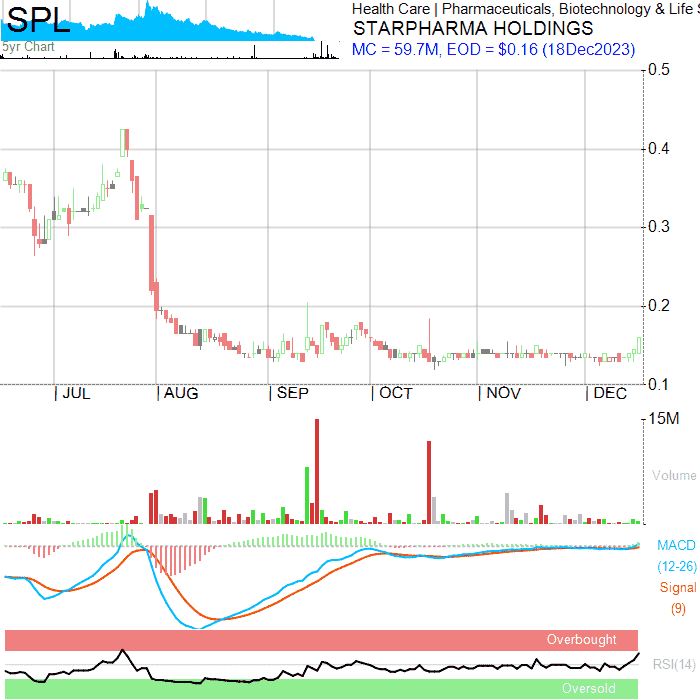 SPL
5yr Chart
Health Care | Pharmaceuticals, Biotechnology & Life S
STARPHARMA HOLDINGS
MC = 59.7M, EOD = $0.16 (18Dec2023)
0.5
0.4
0.3
0.2
0.1
JUL AUG SEP OCT NOV DEC
15M
Volume
MACD
(12-26)
Signal
(9)
Overbought
RSI(14)
Oversold